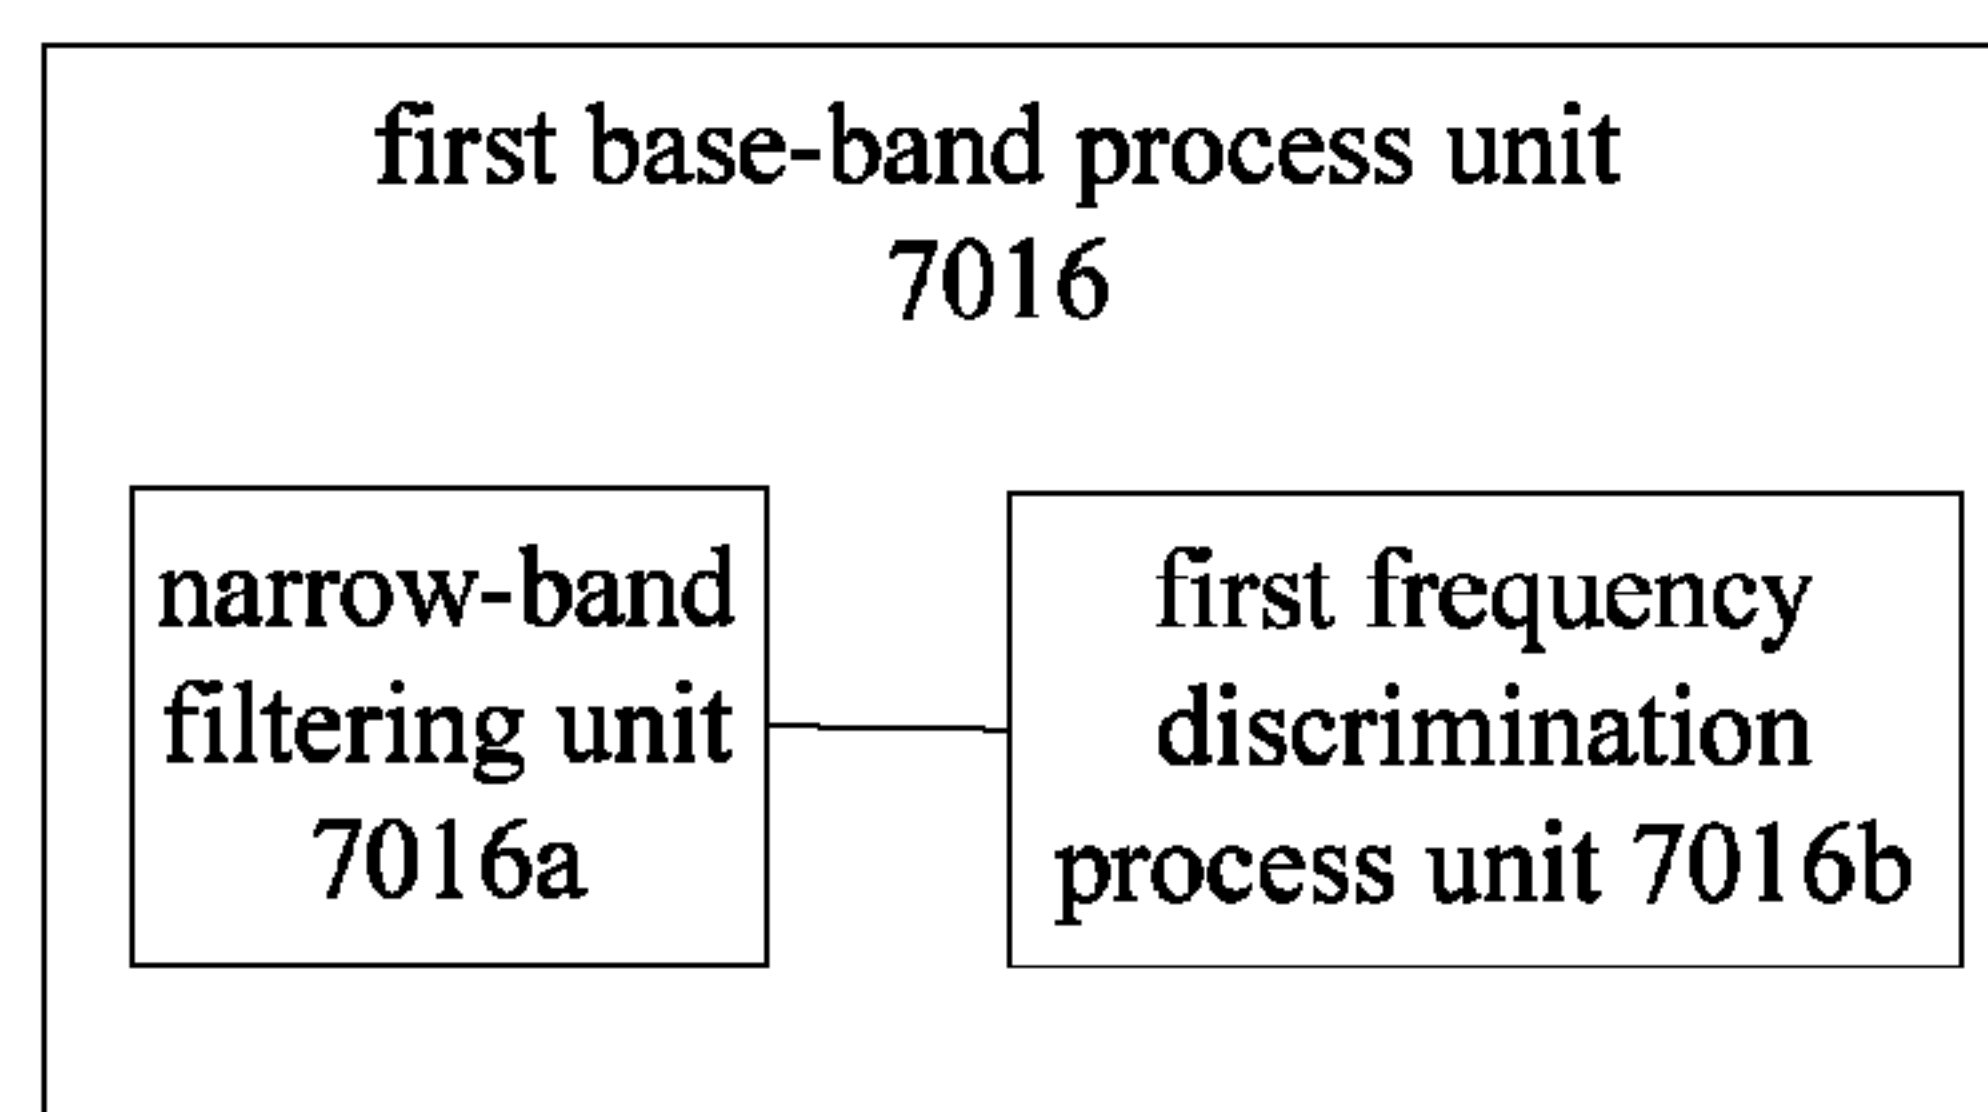 first base-band process unit
7016
narrow-band
filtering unit
7016a
first frequency
discrimination
process unit 7016b